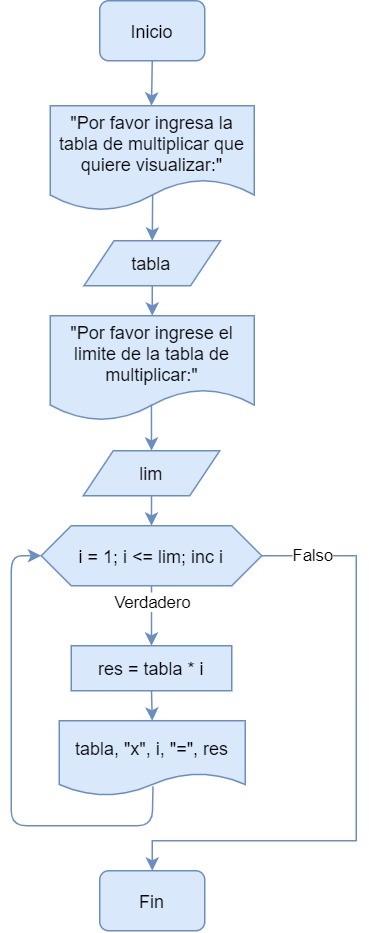 Inicio
"Por favor ingresa la
tabla de multiplicar que
quiere visualizar:"
tabla
"Por favor ingrese el
limite de la tabla de
multiplicar:"
lim
i = 1; i <= lim; inc i
Falso
Verdadero
res = tabla * i
tabla, "x", i, "=", res
Fin